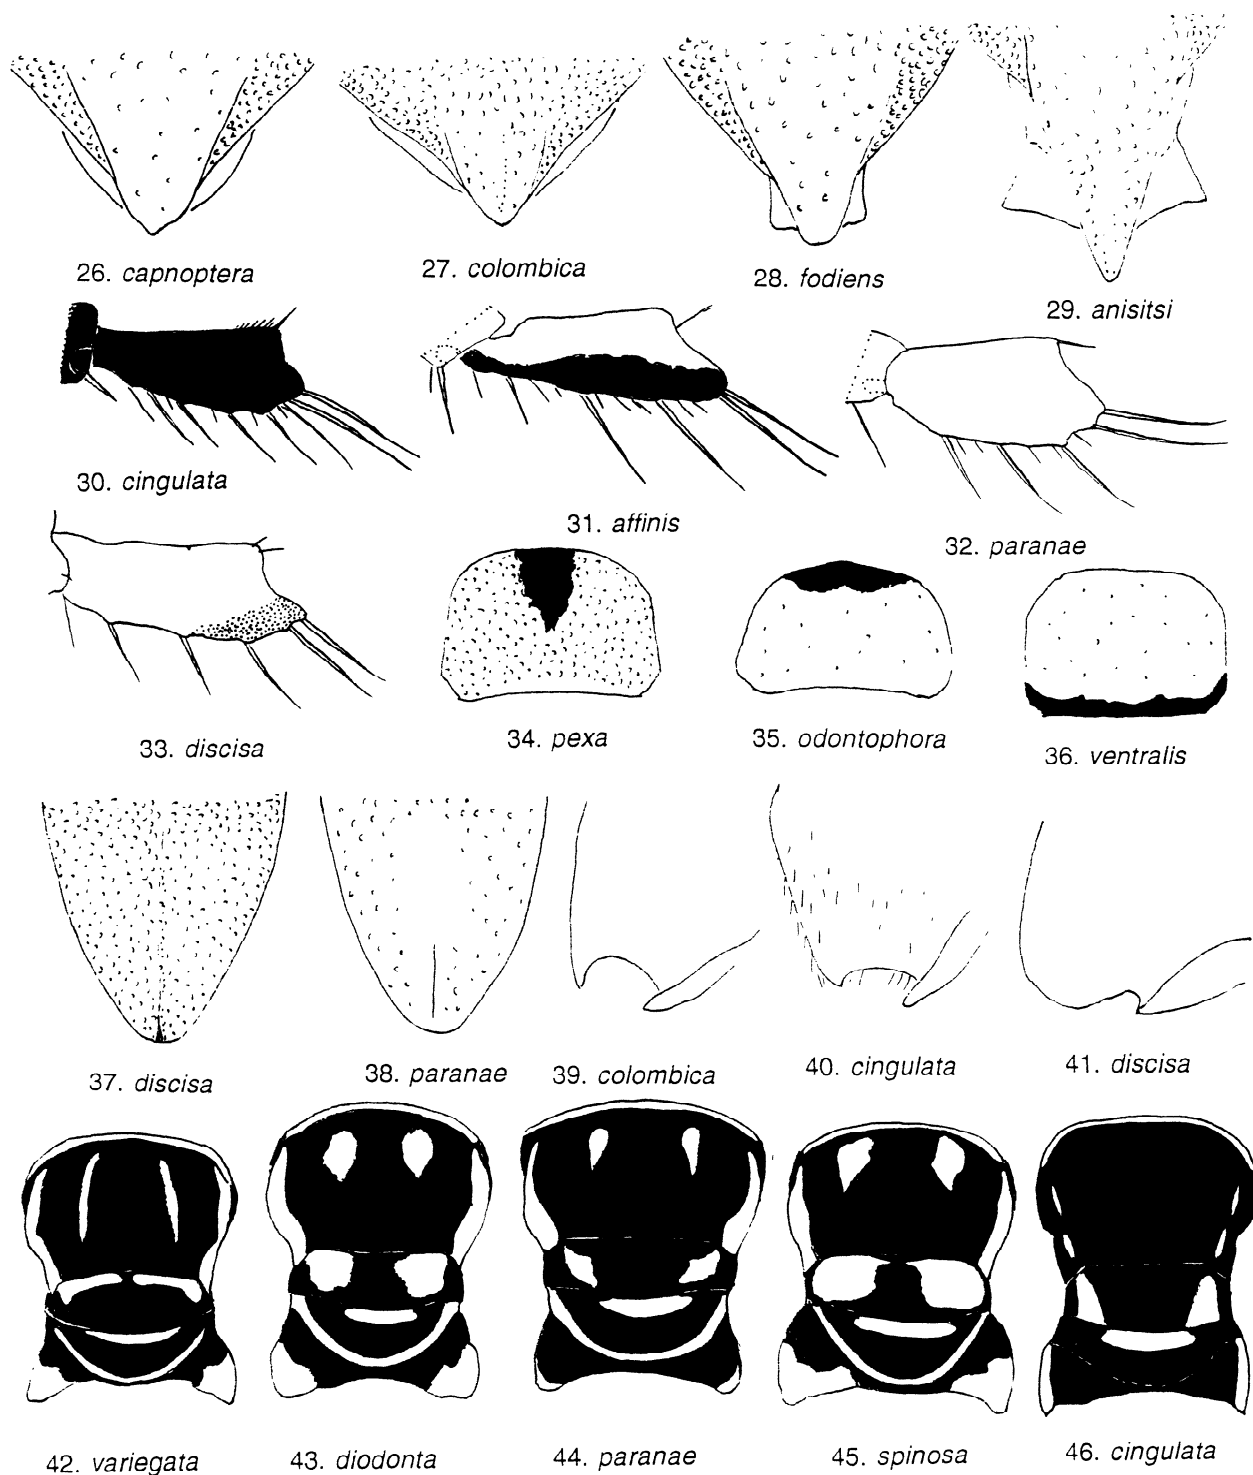 26. capnoptera
27. colombica
28. fodiens
29. anisitsi
30. cingulata
31. affinis
32. paranae
33. discisa
34. pexa
35. odontophora
36. ventralis
37. discisa
38. paranae
39. colombica
40. cingulata
41. discisa
42. variegata
43. diodonta
44. paranae
45. spinosa
46. cingulata